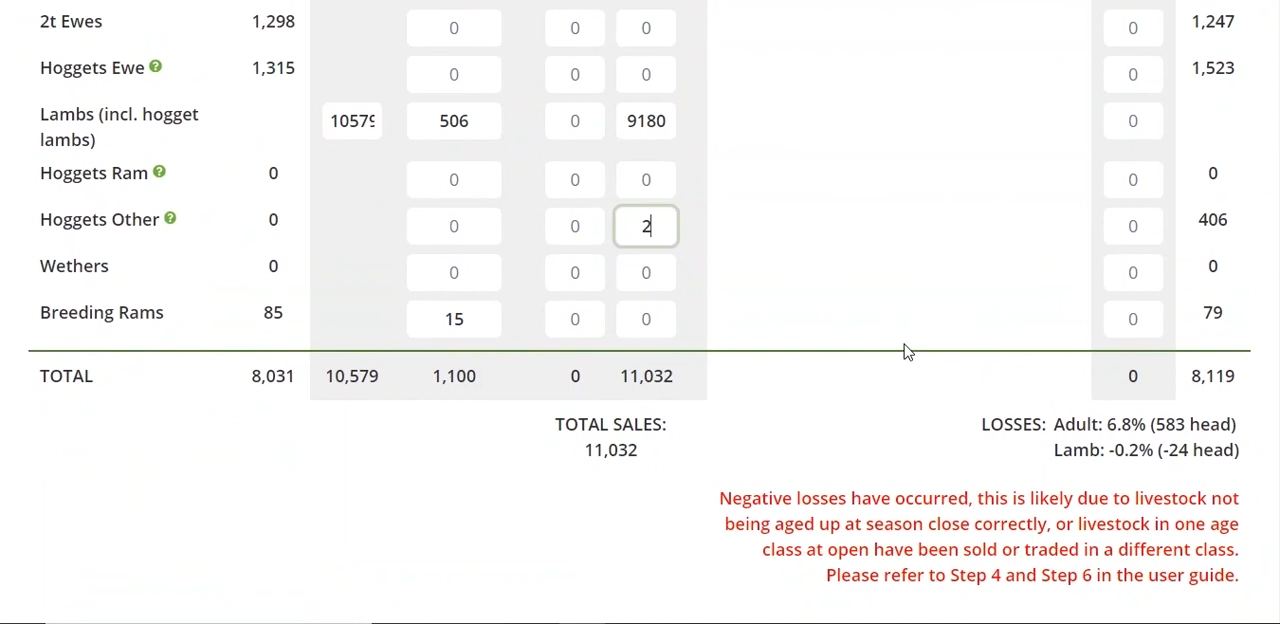 2t Ewes 1,298 0 0 0 0 1,247
Hoggets Ewe ? 1,315 0 0 0 0 1,523
Lambs (incl. hogget lambs) 10579 506 0 9180 0
Hoggets Ram ? 0 0 0 0 0 0
Hoggets Other ? 0 0 0 2 0 406
Wethers 0 0 0 0 0 0
Breeding Rams 85 15 0 0 0 79
TOTAL 8,031 10,579 1,100 0 11,032 0 8,119
TOTAL SALES:
11,032
LOSSES: Adult: 6.8% (583 head)
Lamb: -0.2% (-24 head)
Negative losses have occurred, this is likely due to livestock not
being aged up at season close correctly, or livestock in one age
class at open have been sold or traded in a different class.
Please refer to Step 4 and Step 6 in the user guide.